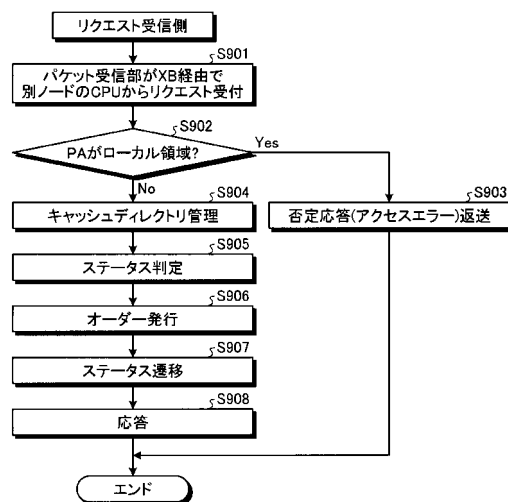 リクエスト受信側
S901
パケット受信部がXB経由で
別ノードのCPUからリクエスト受付
S902
PAがローカル領域?
Yes
No
S903
否定応答(アクセスエラー)返送
S904
キャッシュディレクトリ管理
S905
ステータス判定
S906
オーダー発行
S907
ステータス遷移
S908
応答
エンド